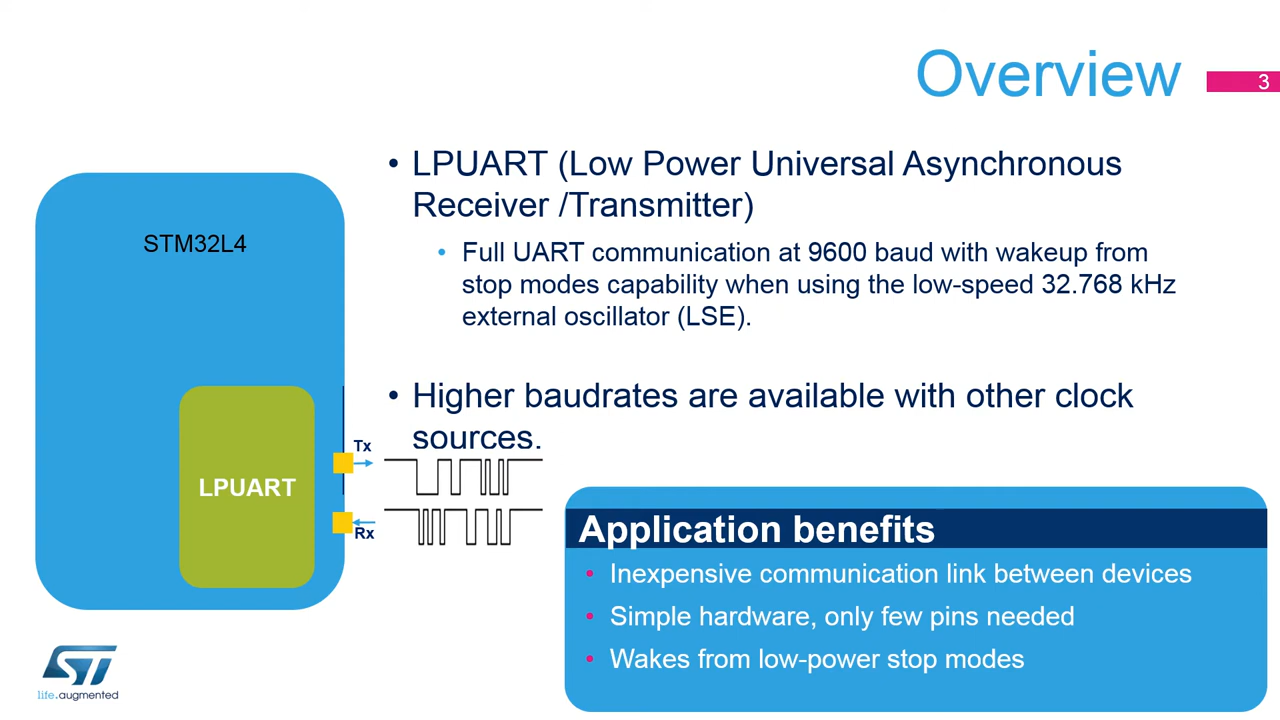 Overview
3
• LPUART (Low Power Universal Asynchronous
Receiver /Transmitter)
• Full UART communication at 9600 baud with wakeup from
stop modes capability when using the low-speed 32.768 kHz
external oscillator (LSE).
• Higher baudrates are available with other clock
sources.
STM32L4
LPUART
Tx
Rx
Application benefits
• Inexpensive communication link between devices
• Simple hardware, only few pins needed
• Wakes from low-power stop modes
ST
life.augmented